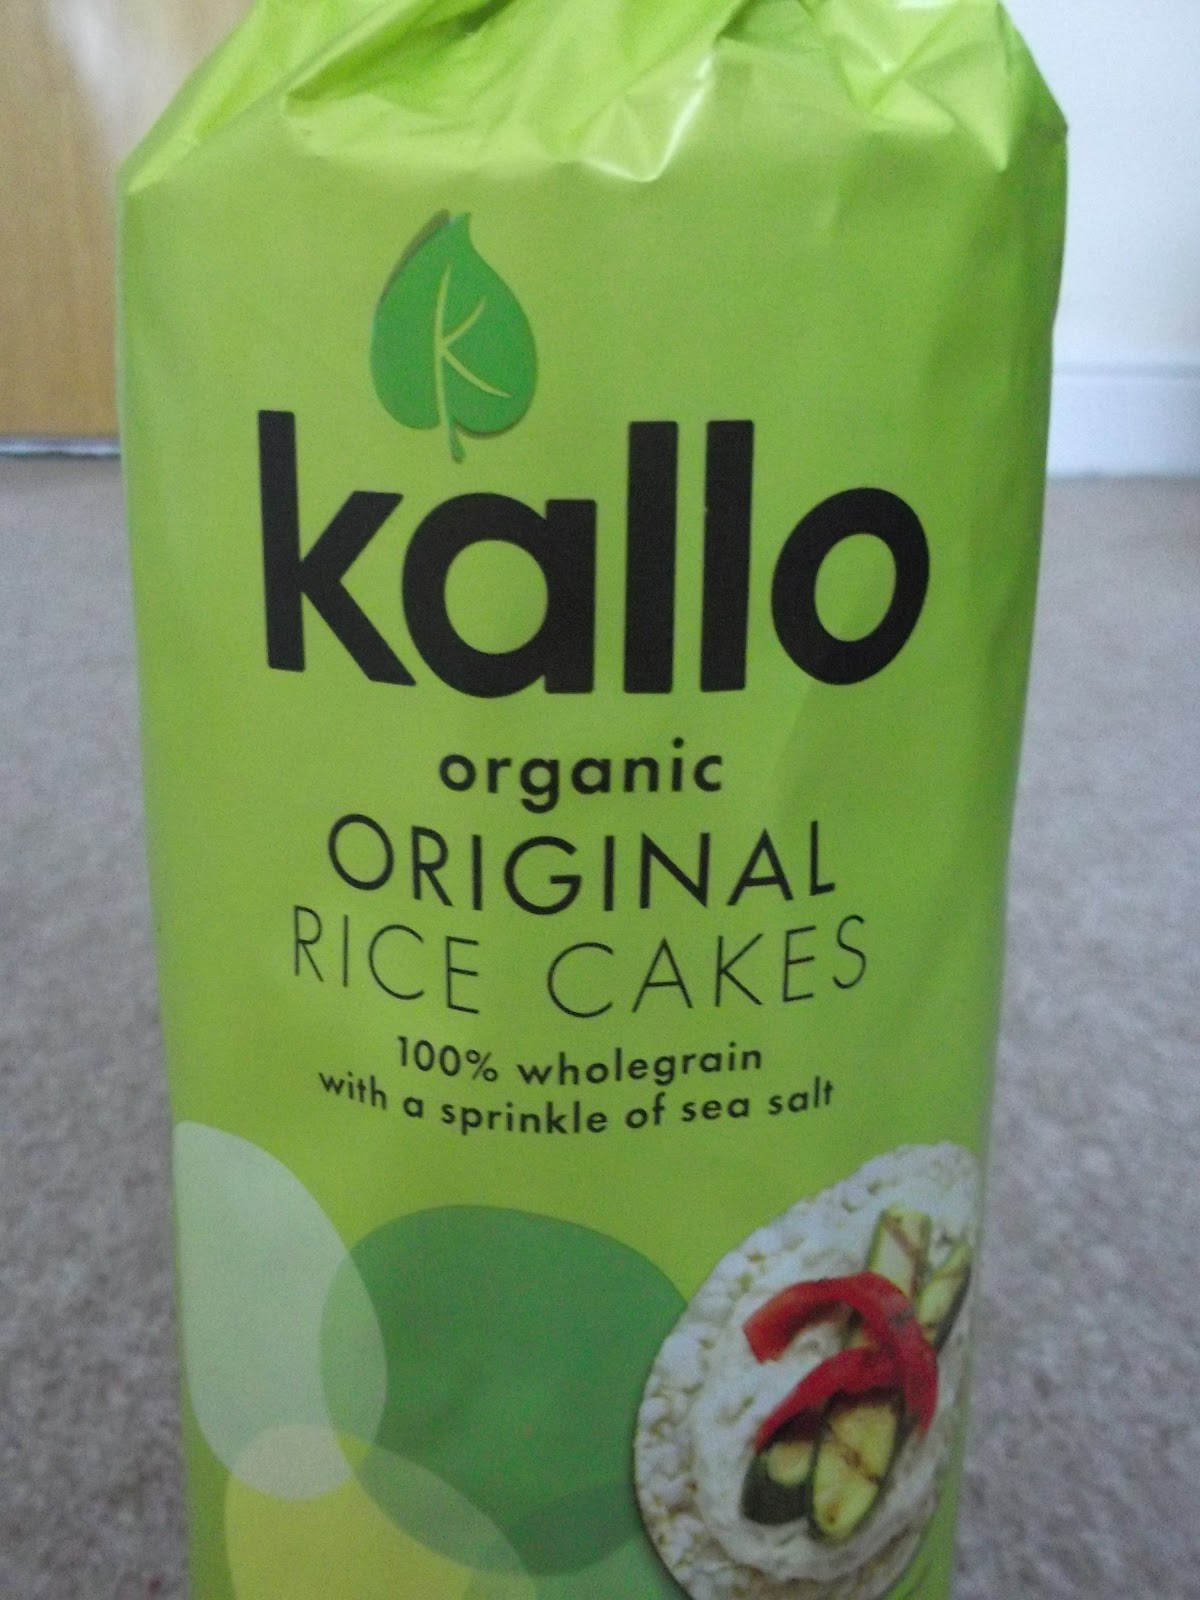 K
kallo
organic
ORIGINAL
RICE CAKES
100% wholegrain
with a sprinkle of sea salt